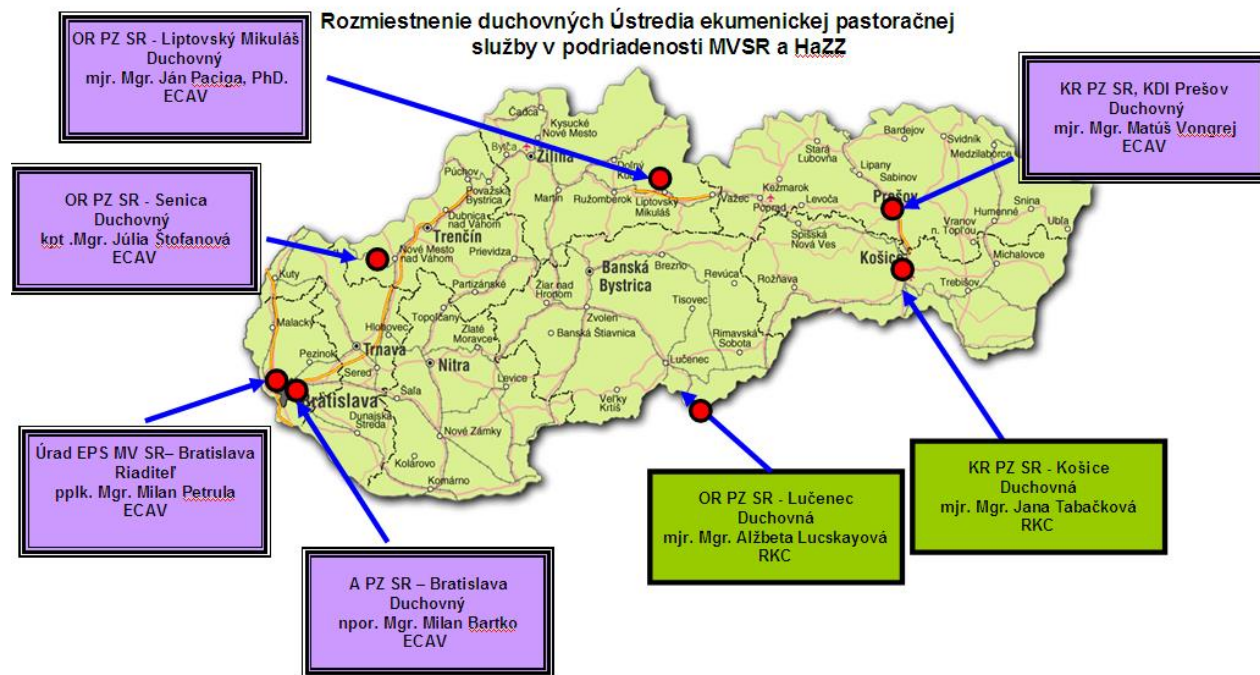 Rozmiestnenie duchovných Ústredia ekumenickej pastoračnej
služby v podriadenosti MVSR a HaZZ
OR PZ SR - Liptovský Mikuláš
Duchovný
mjr. Mgr. Ján Paciga, PhD.
ECAV
KR PZ SR, KDI Prešov
Duchovný
mjr. Mgr. Matúš Vongrej
ECAV
OR PZ SR - Senica
Duchovný
kpt .Mgr. Júlia Štofanová
ECAV
Úrad EPS MV SR– Bratislava
Riaditeľ
pplk. Mgr. Milan Petrula
ECAV
A PZ SR – Bratislava
Duchovný
npor. Mgr. Milan Bartko
ECAV
OR PZ SR - Lučenec
Duchovná
mjr. Mgr. Alžbeta Lucskayová
RKC
KR PZ SR - Košice
Duchovná
mjr. Mgr. Jana Tabačková
RKC
Čadca
Kysucké
Nové Mesto
Bytča
Žilina
Púchov
Považská
Bystrica
Dubnica
nad Váhom
Trenčín
Nové Mesto
nad Váhom
Prievidza
Partizánske
Martin
Ružomberok
Dolný
Liptovský
Mikuláš
Važec
Poprad
Kežmarok
Levoča
Stará
Lubovna
Spišská
Nová Ves
Bardejov
Svidník
Medzilaborce
Lipany
Sabinov
Prešov
Vranov
n. Topľou
Humenné
Snina
Ubľa
Michalovce
Trebišov
Košice
Rožňava
Revúca
Brezno
Banská
Bystrica
Tisovec
Rimavská
Sobota
Lučenec
Zvolen
Banská Štiavnica
Žiar nad
Hronom
Veľký
Krtíš
Levice
Zlaté
Moravce
Topoľčany
Nitra
Hlohovec
Trnava
Sereď
Šaľa
Nové Zámky
Komárno
Kolárovo
Dunajská
Streda
Bratislava
Pezinok
Malacky
Kuty